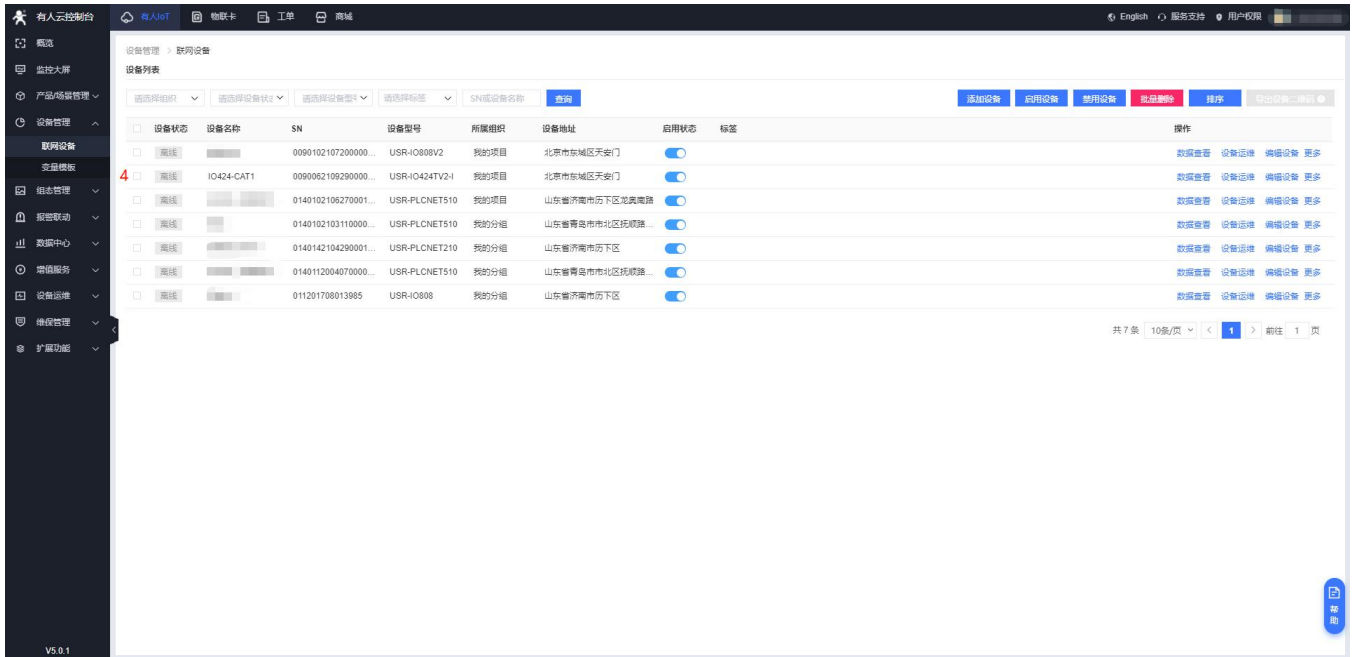 有人云控制台 有人IoT 物联卡 工单 商城 English 服务支持 用户权限
概览
监控大屏
产品/场景管理
设备管理
联网设备
变量模板
组态管理
报警联动
数据中心
增值服务
设备运维
维保管理
扩展功能
V5.0.1
设备管理 > 联网设备
设备列表
请选择组织 请选择设备状态 请选择设备型号 请选择标签 SN或设备名称 查询 添加设备 启用设备 禁用设备 批量删除 排序 导出设备二维码
设备状态 设备名称 SN 设备型号 所属组织 设备地址 启用状态 标签 操作
离线 0090102107200000... USR-IO808V2 我的项目 北京市东城区天安门 数据查看 设备运维 编辑设备 更多
4 离线 IO424-CAT1 0090062109290000... USR-IO424TV2-I 我的项目 北京市东城区天安门 数据查看 设备运维 编辑设备 更多
离线 0140102106270001... USR-PLCNET510 我的项目 山东省济南市历下区龙奥南路 数据查看 设备运维 编辑设备 更多
离线 0140102103110000... USR-PLCNET510 我的分组 山东省青岛市市北区抚顺路... 数据查看 设备运维 编辑设备 更多
离线 0140142104290001... USR-PLCNET210 我的分组 山东省济南市历下区 数据查看 设备运维 编辑设备 更多
离线 0140112004070000... USR-PLCNET510 我的分组 山东省青岛市市北区抚顺路... 数据查看 设备运维 编辑设备 更多
离线 011201708013985 USR-IO808 我的分组 山东省济南市历下区 数据查看 设备运维 编辑设备 更多
共 7 条 10条/页 < 1 > 前往 1 页
帮助